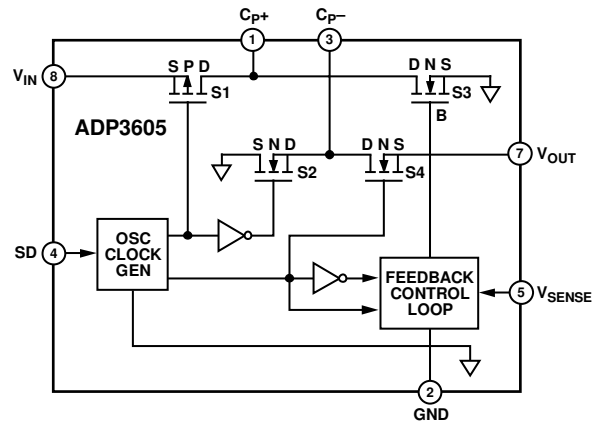 CP+ CP–
1 3
VIN 8 S P D D N S
S1 S3
ADP3605 B
S N D D N S
7 VOUT
S2 S4
SD 4 OSC
CLOCK
GEN
FEEDBACK
CONTROL
LOOP
5 VSENSE
2
GND